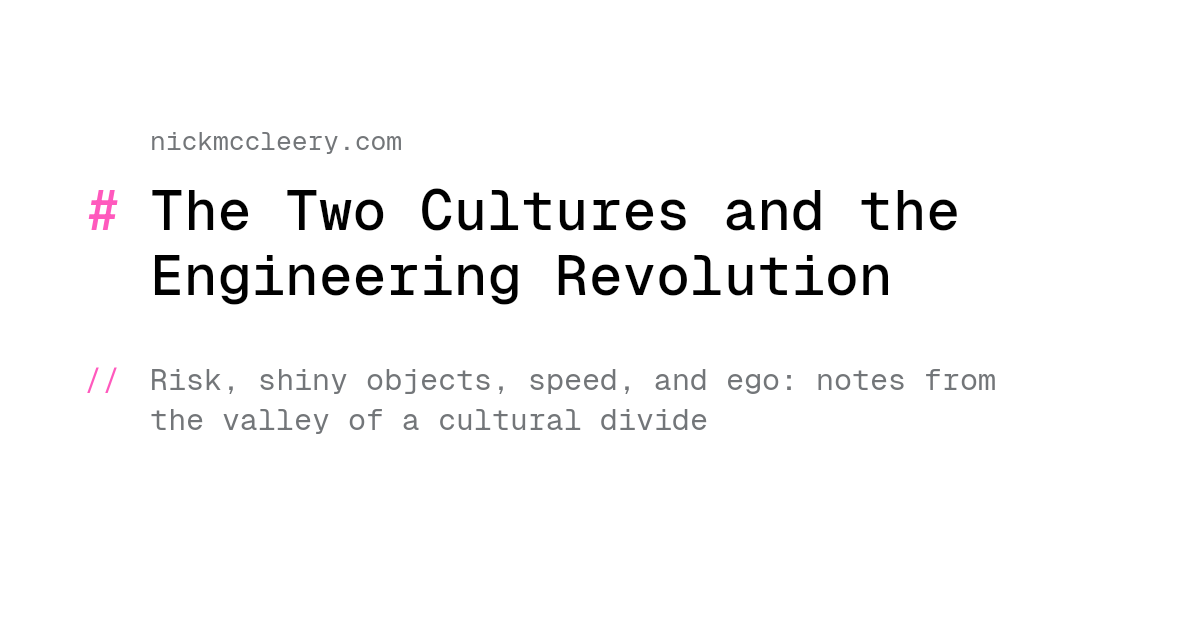 nickmccleery.com
# The Two Cultures and the
Engineering Revolution
// Risk, shiny objects, speed, and ego: notes from
the valley of a cultural divide